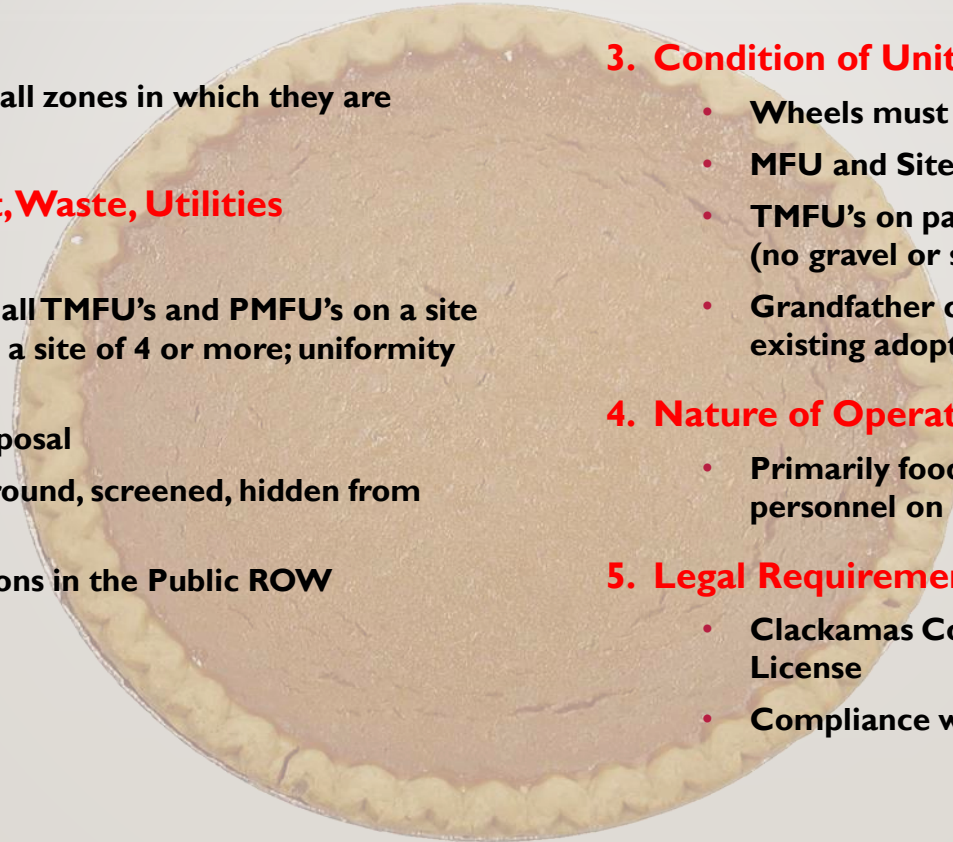 all zones in which they are
, Waste, Utilities
all TMFU's and PMFU's on a site
a site of 4 or more; uniformity
posal
round, screened, hidden from
ons in the Public ROW
3. Condition of Unit
• Wheels must
• MFU and Site
• TMFU's on pa
(no gravel or s
• Grandfather c
existing adopt
4. Nature of Operat
• Primarily food
personnel on
5. Legal Requiremen
• Clackamas Co
License
• Compliance w